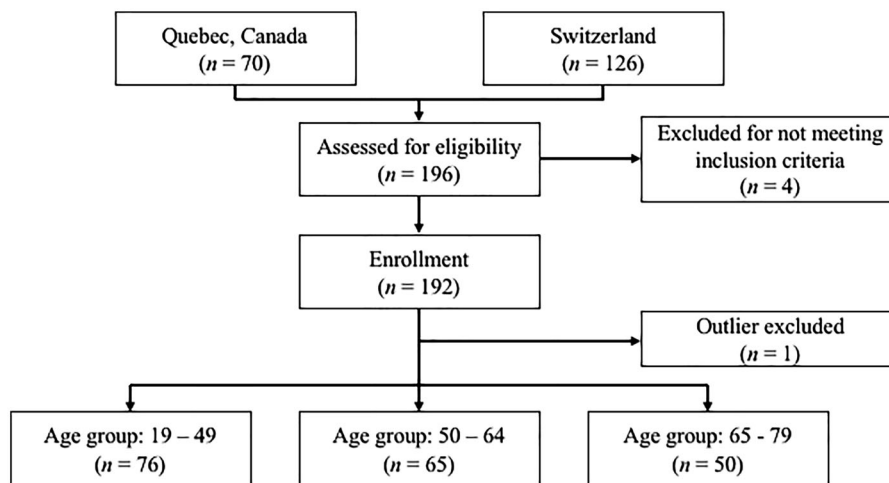 Quebec, Canada
(n = 70)
Switzerland
(n = 126)
Assessed for eligibility
(n = 196)
Excluded for not meeting
inclusion criteria
(n = 4)
Enrollment
(n = 192)
Outlier excluded
(n = 1)
Age group: 19 – 49
(n = 76)
Age group: 50 – 64
(n = 65)
Age group: 65 - 79
(n = 50)